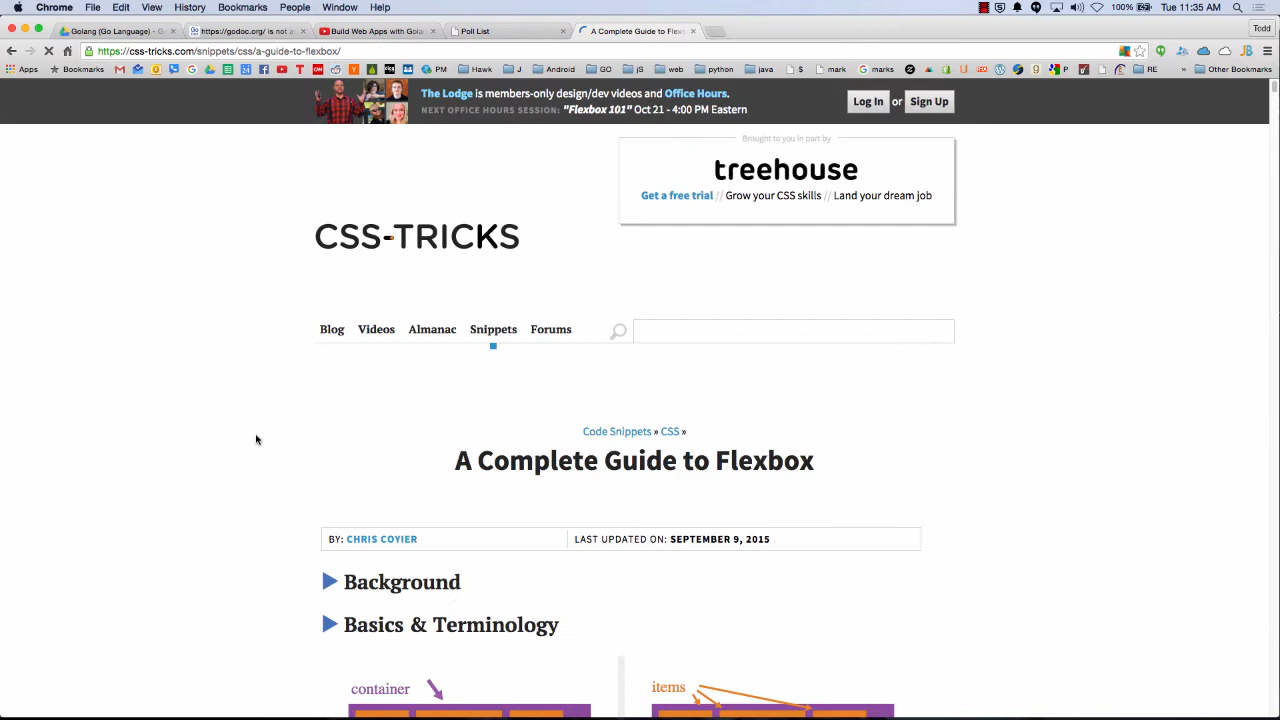 Chrome File Edit View History Bookmarks People Window Help
100% Tue 11:35 AM
Golang (Go Language) - G
https://godoc.org/ is not a
Build Web Apps with Gola
Poll List
A Complete Guide to Flexb
Todd
https://css-tricks.com/snippets/css/a-guide-to-flexbox/
Apps Bookmarks PM Hawk J Android GO jS web python java $ mark marks RE » Other Bookmarks
The Lodge is members-only design/dev videos and Office Hours.
NEXT OFFICE HOURS SESSION: "Flexbox 101" Oct 21 - 4:00 PM Eastern
Log In or Sign Up
Brought to you in part by
treehouse
Get a free trial // Grow your CSS skills // Land your dream job
CSS-TRICKS
Blog Videos Almanac Snippets Forums
Code Snippets » CSS »
A Complete Guide to Flexbox
BY: CHRIS COYIER
LAST UPDATED ON: SEPTEMBER 9, 2015
Background
Basics & Terminology
container
items